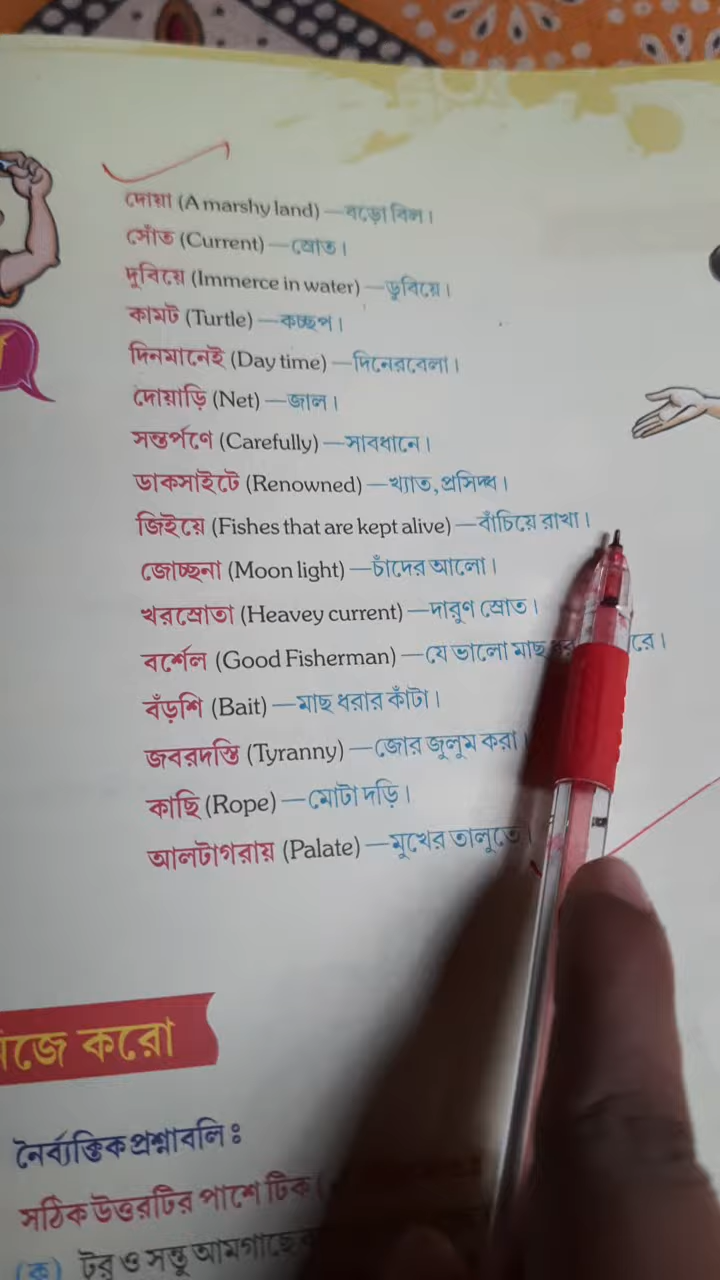 দোয়া (A marshy land) —বড়ো বিল।
সোঁত (Current) —স্রোত।
দুবিয়ে (Immerce in water) —ডুবিয়ে।
কামট (Turtle) —কচ্ছপ।
দিনমানেই (Day time) —দিনেরবেলা।
দোয়াড়ি (Net) —জাল।
সন্তর্পণে (Carefully) —সাবধানে।
ডাকসাইটে (Renowned) —খ্যাত, প্রসিদ্ধ।
জিইয়ে (Fishes that are kept alive) —বাঁচিয়ে রাখা।
জোচ্ছনা (Moon light) —চাঁদের আলো।
খরস্রোতা (Heavey current) —দারুণ স্রোত।
বর্শেল (Good Fisherman) —যে ভালো মাছ রে।
বঁড়শি (Bait) —মাছ ধরার কাঁটা।
জবরদস্তি (Tyranny) —জোর জুলুম করা
কাছি (Rope) —মোটা দড়ি।
আলটাগরায় (Palate) —মুখের তালুতে
জে করো
নৈর্ব্যক্তিক প্রশ্নাবলি ঃ
সঠিক উত্তরটির পাশে টিক (
(ক) টর ও সন্তু আমগাছে